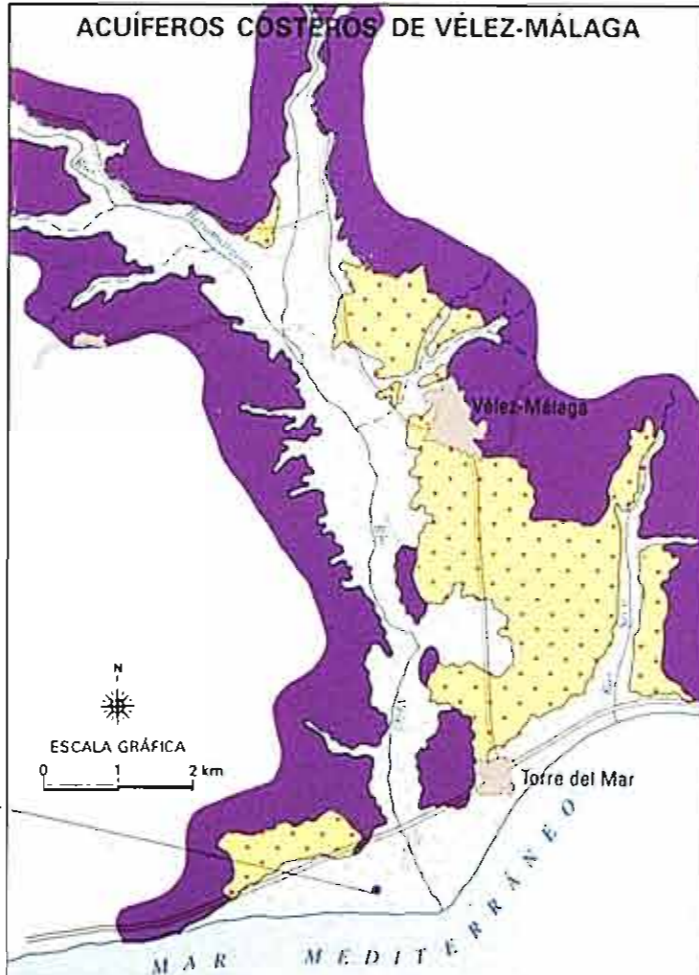 ACUÍFEROS COSTEROS DE VÉLEZ-MÁLAGA
Vélez-Málaga
N
ESCALA GRÁFICA
0 1 2 km
Torre del Mar
MAR MEDITERRÁNEO